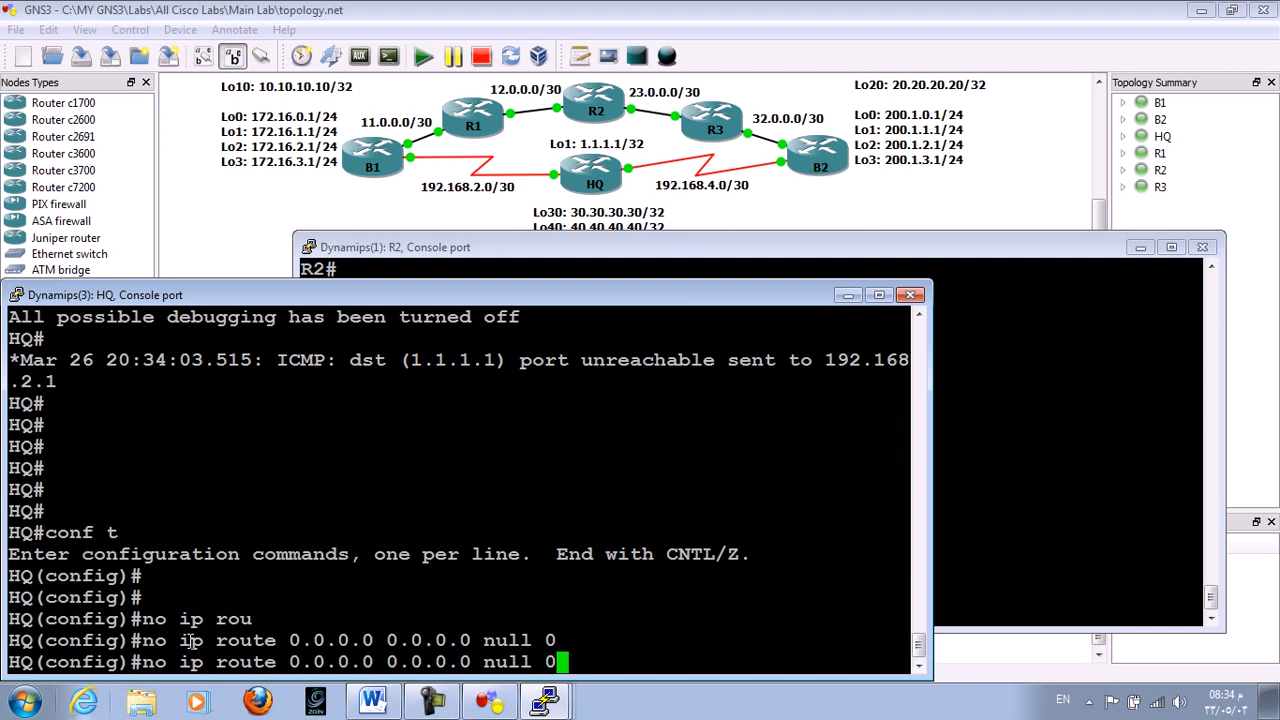 GNS3 - C:\MY GNS3\Labs\All Cisco Labs\Main Lab\topology.net
File Edit View Control Device Annotate Help
Nodes Types
Router c1700
Router c2600
Router c2691
Router c3600
Router c3700
Router c7200
PIX firewall
ASA firewall
Juniper router
Ethernet switch
ATM bridge
Lo10: 10.10.10.10/32
12.0.0.0/30
23.0.0.0/30
Lo20: 20.20.20.20/32
R2
Lo0: 172.16.0.1/24
Lo1: 172.16.1.1/24
Lo2: 172.16.2.1/24
Lo3: 172.16.3.1/24
11.0.0.0/30
R1
R3
32.0.0.0/30
Lo0: 200.1.0.1/24
Lo1: 200.1.1.1/24
Lo2: 200.1.2.1/24
Lo3: 200.1.3.1/24
Lo1: 1.1.1.1/32
B1
HQ
B2
192.168.2.0/30
192.168.4.0/30
Lo30: 30.30.30.30/32
Lo40: 40.40.40.40/32
Topology Summary
B1
B2
HQ
R1
R2
R3
Dynamips(1): R2, Console port
R2#
Dynamips(3): HQ, Console port
All possible debugging has been turned off
HQ#
*Mar 26 20:34:03.515: ICMP: dst (1.1.1.1) port unreachable sent to 192.168
.2.1
HQ#
HQ#
HQ#
HQ#
HQ#
HQ#
HQ#conf t
Enter configuration commands, one per line.  End with CNTL/Z.
HQ(config)#
HQ(config)#
HQ(config)#no ip rou
HQ(config)#no ip route 0.0.0.0 0.0.0.0 null 0
HQ(config)#no ip route 0.0.0.0 0.0.0.0 null 0
EN
08:34 م